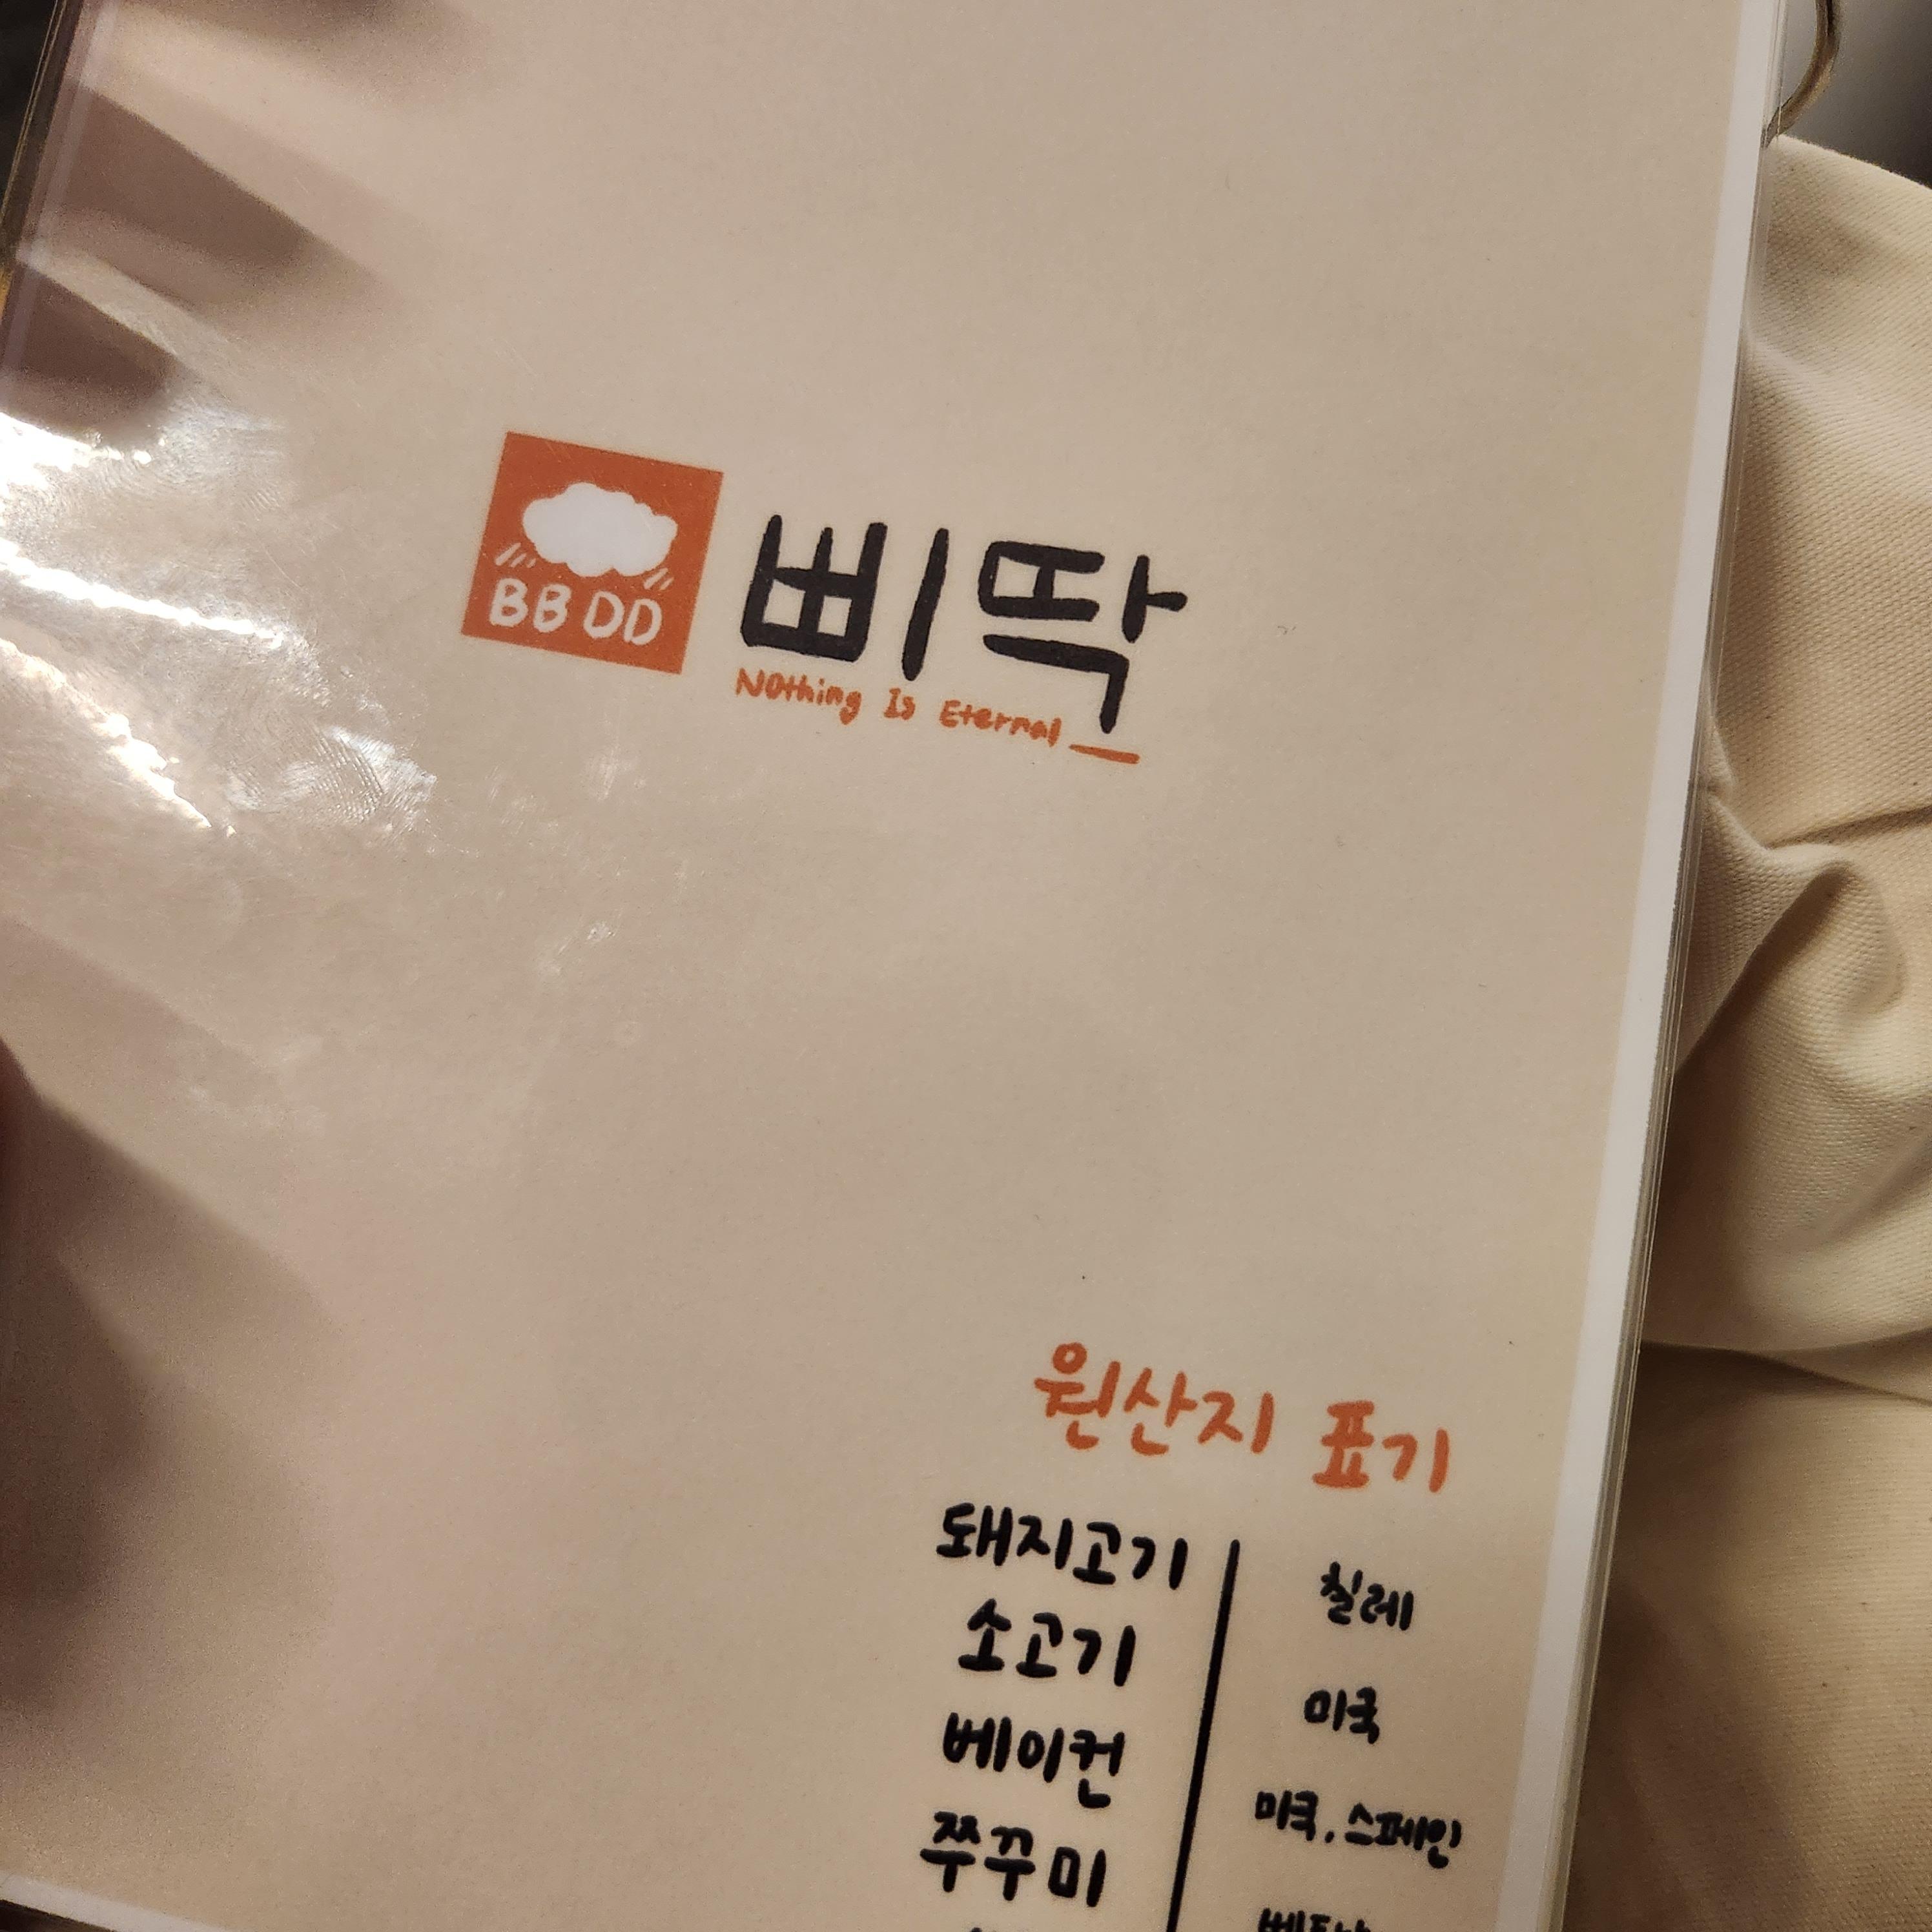 BB DD
삐딱
Nothing Is Eternal_
원산지 표기
돼지고기 칠레
소고기 미국
베이컨 미국, 스페인
쭈꾸미